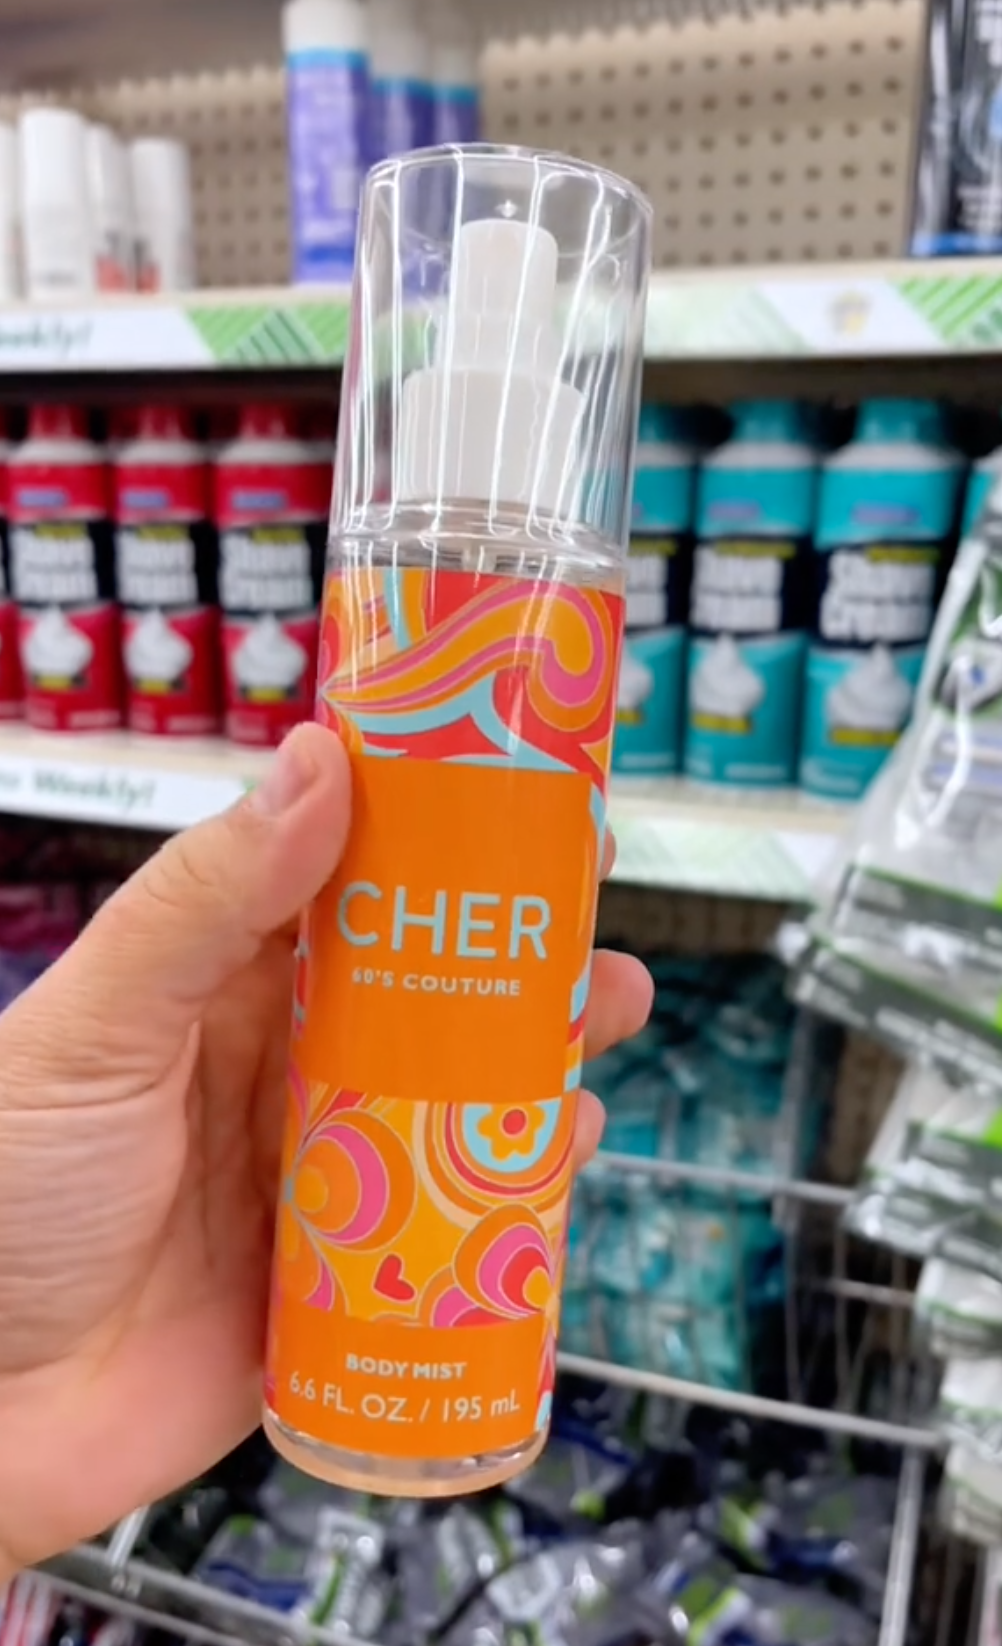 CHER
60'S COUTURE
BODY MIST
6.6 FL. OZ. / 195 mL
Weekly!
Shave
Cream
Shave
Cream
Shave
Cream
Shave
Cream
Shave
Cream